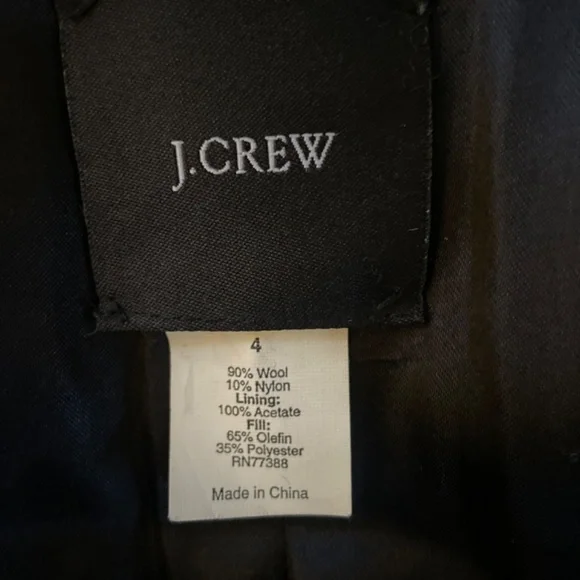 J.CREW
4
90% Wool
10% Nylon
Lining:
100% Acetate
Fill:
65% Olefin
35% Polyester
RN77388
Made in China